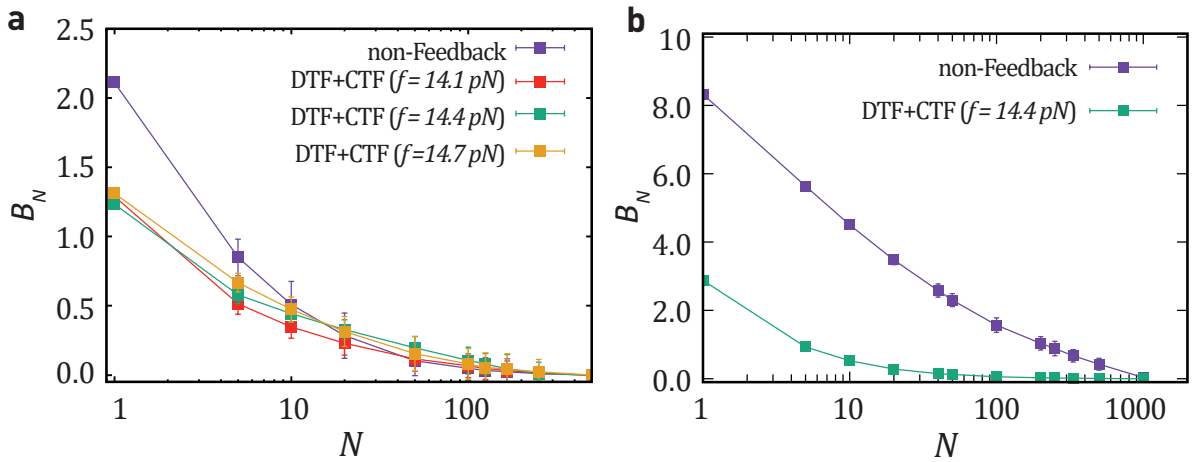 a
2.5
2.0
1.5
1.0
0.5
0.0
B_N
non-Feedback
DTF+CTF (f = 14.1 pN)
DTF+CTF (f = 14.4 pN)
DTF+CTF (f = 14.7 pN)
1 10 100
N
b
10
8.0
6.0
4.0
2.0
0.0
B_N
non-Feedback
DTF+CTF (f = 14.4 pN)
1 10 100 1000
N